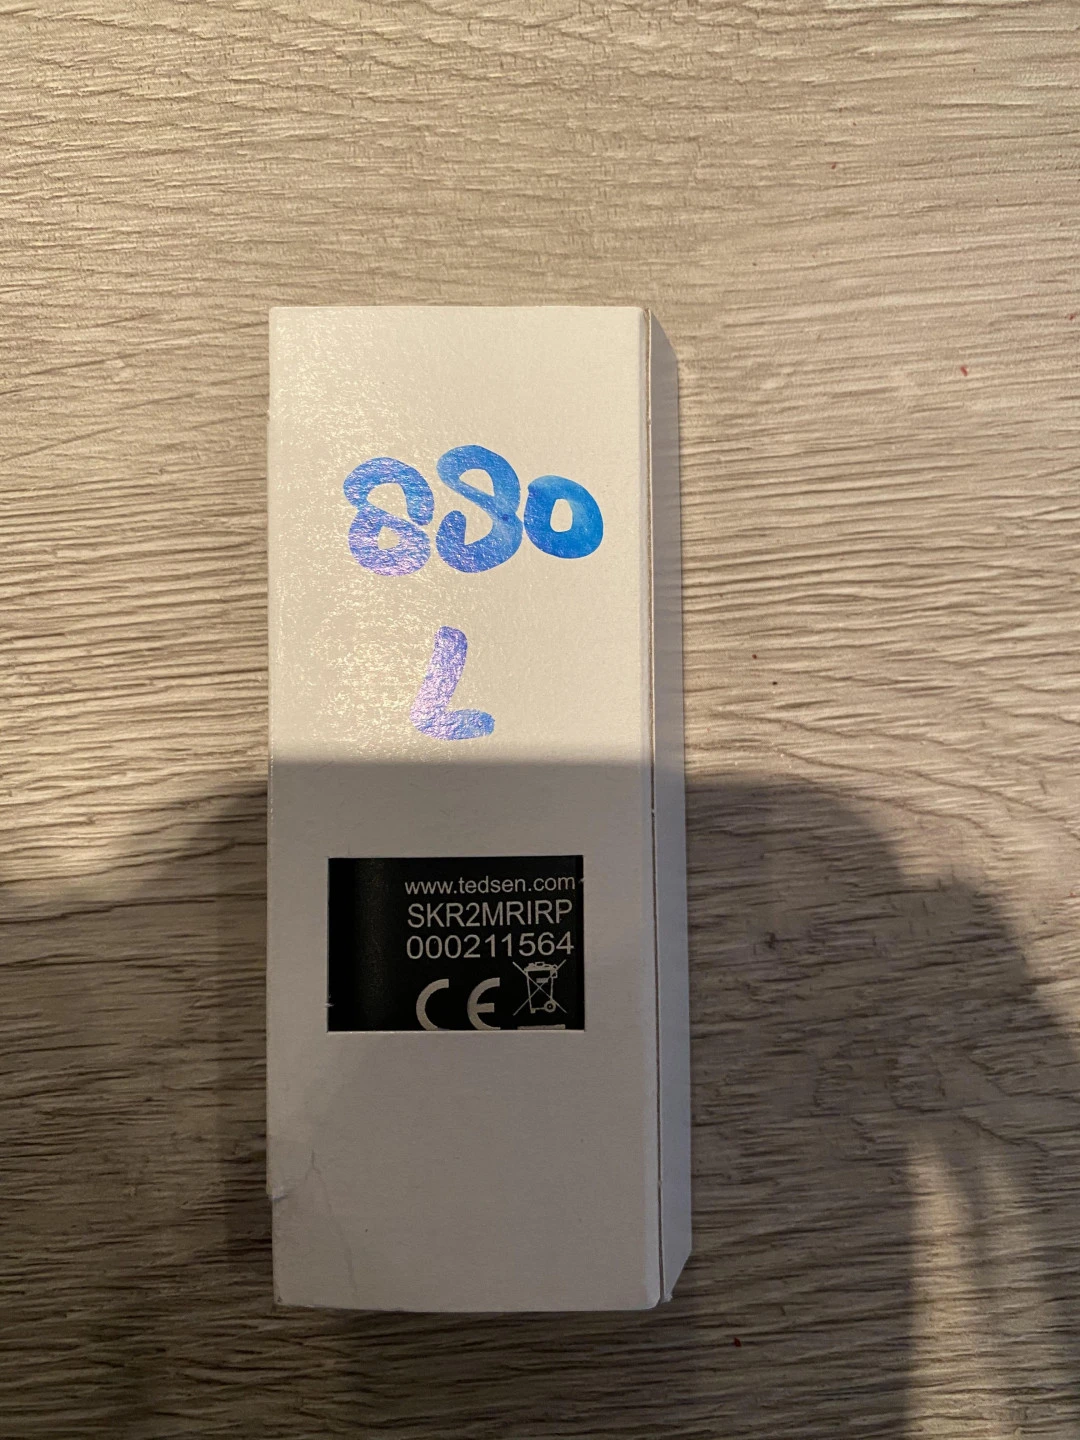 880
L
www.tedsen.com
SKR2MRIRP
000211564
CE